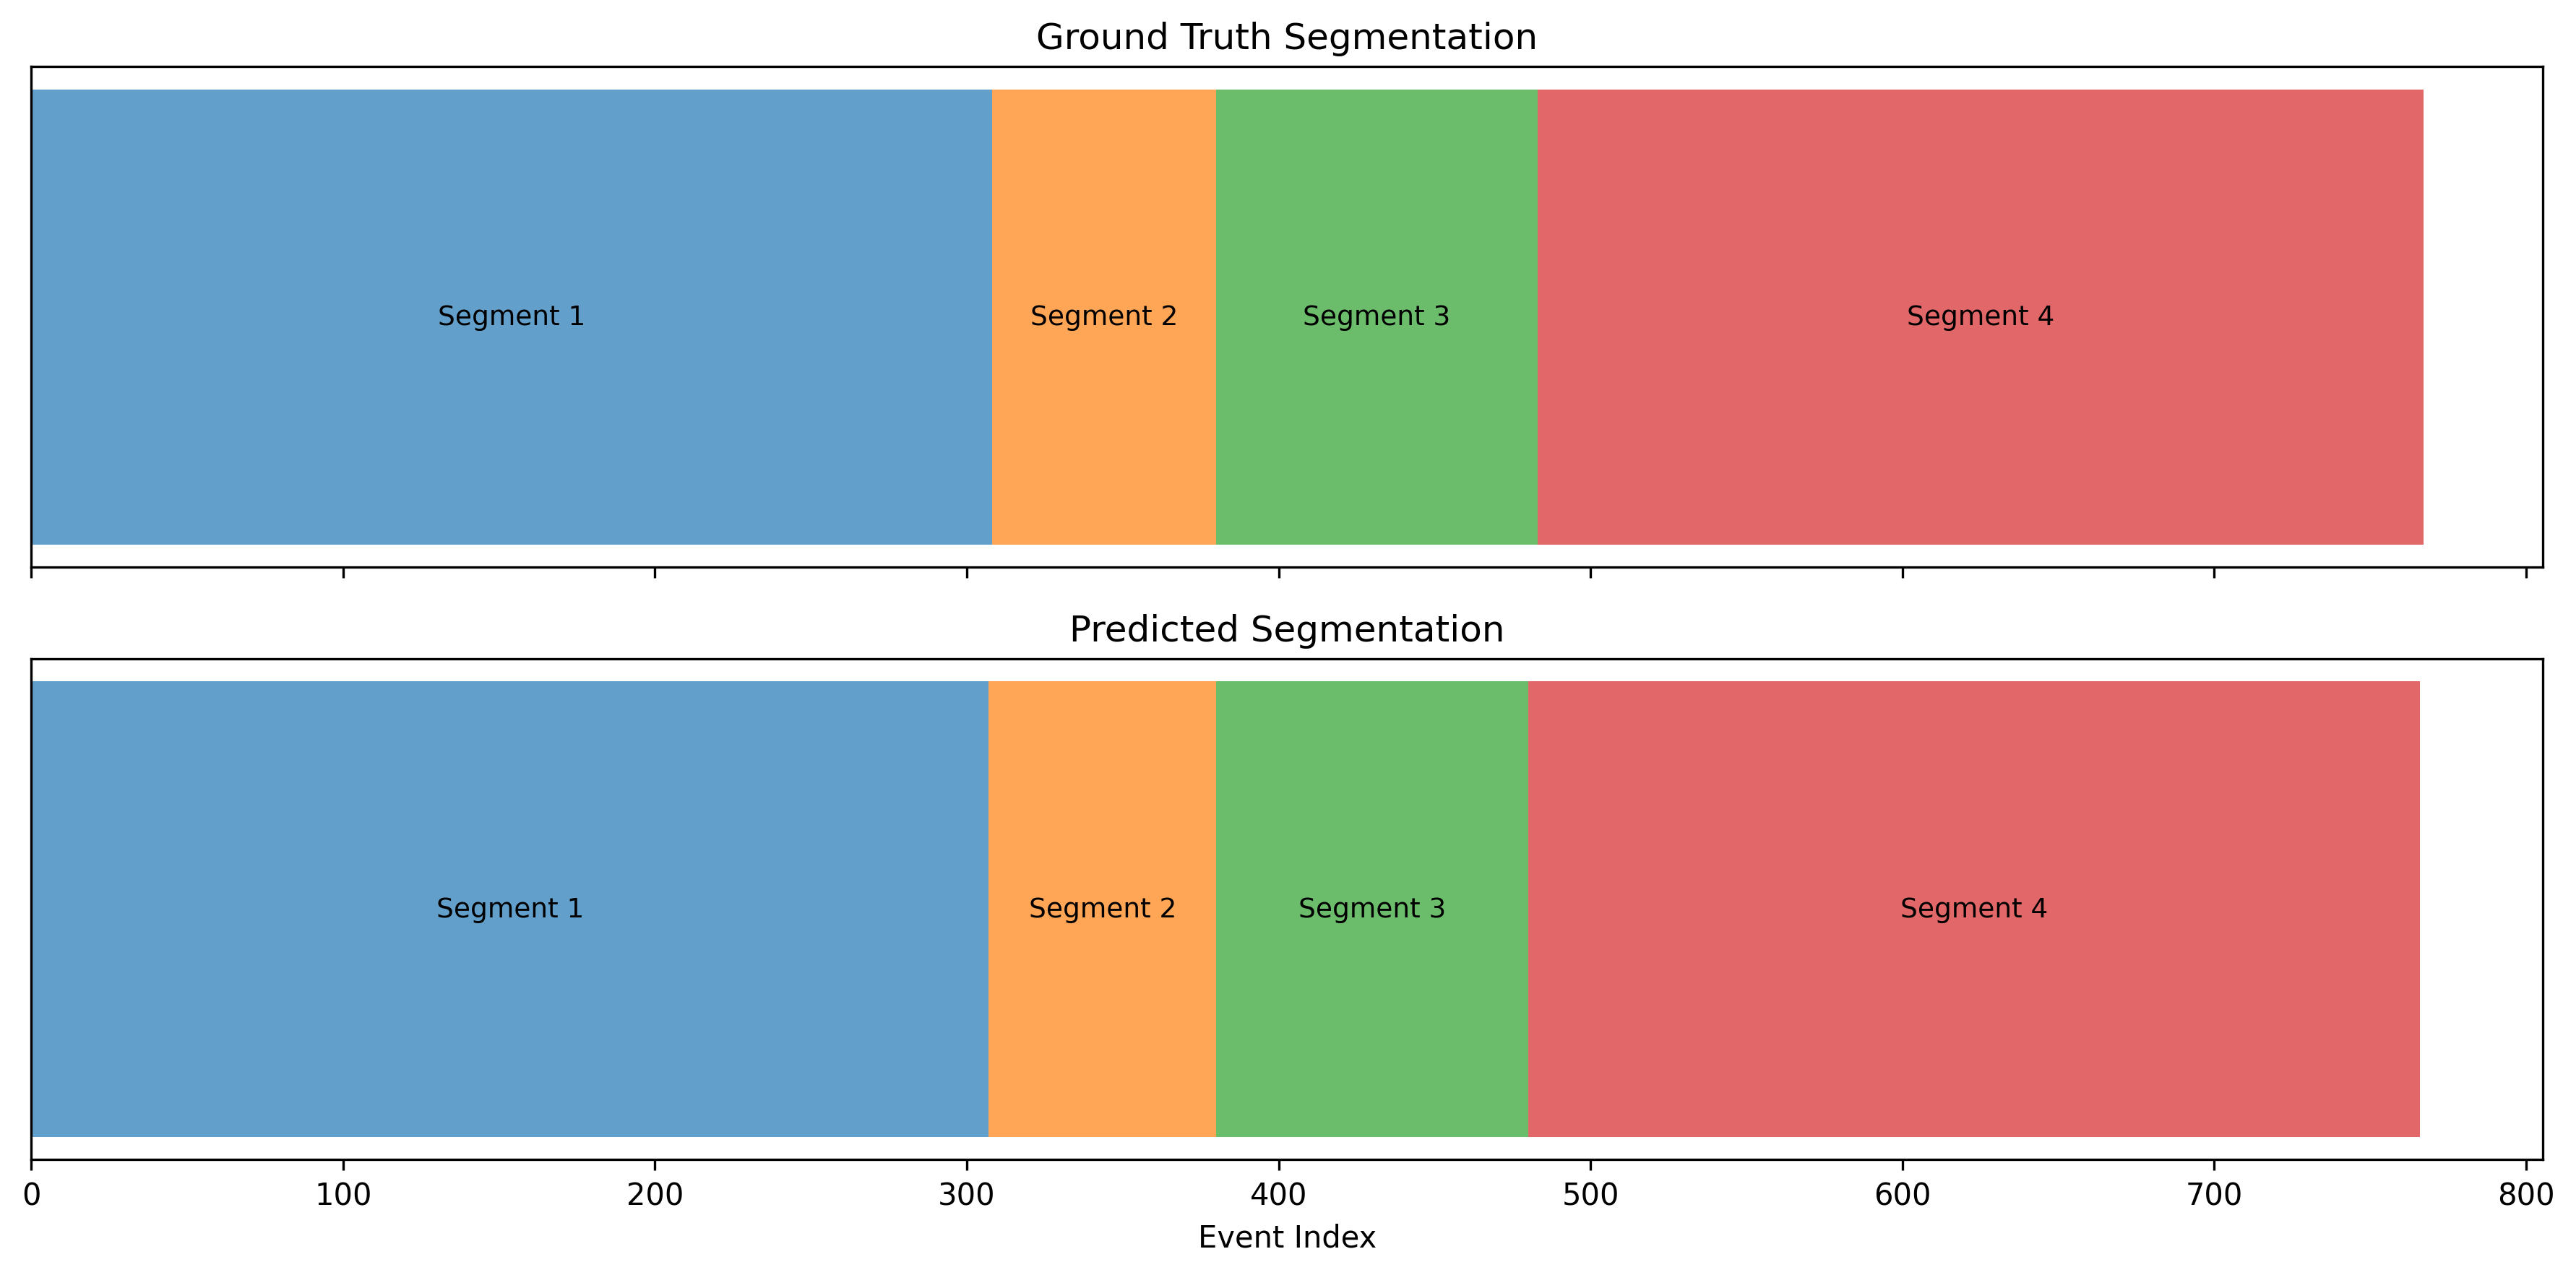 Ground Truth Segmentation
Segment 1 Segment 2 Segment 3 Segment 4
Predicted Segmentation
Segment 1 Segment 2 Segment 3 Segment 4
0 100 200 300 400 500 600 700 800
Event Index